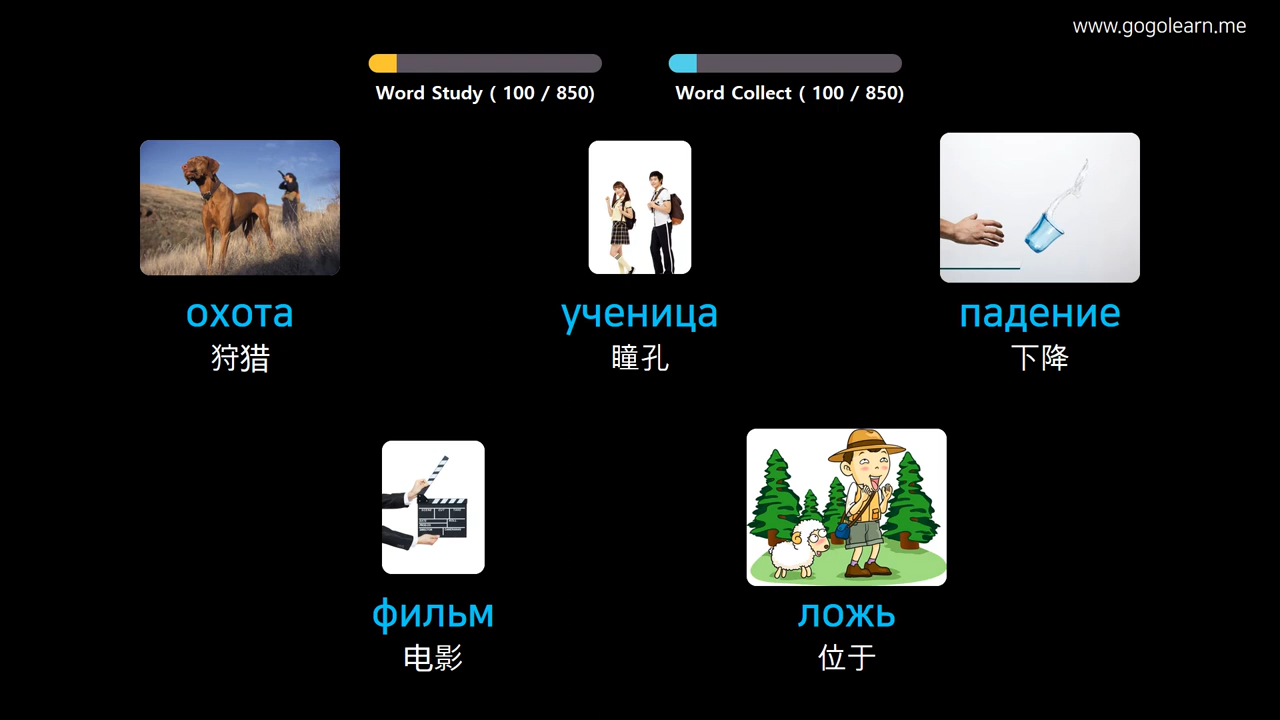 www.gogolearn.me
Word Study ( 100 / 850)
Word Collect ( 100 / 850)
охота
狩猎
ученица
瞳孔
падение
下降
фильм
电影
ложь
位于